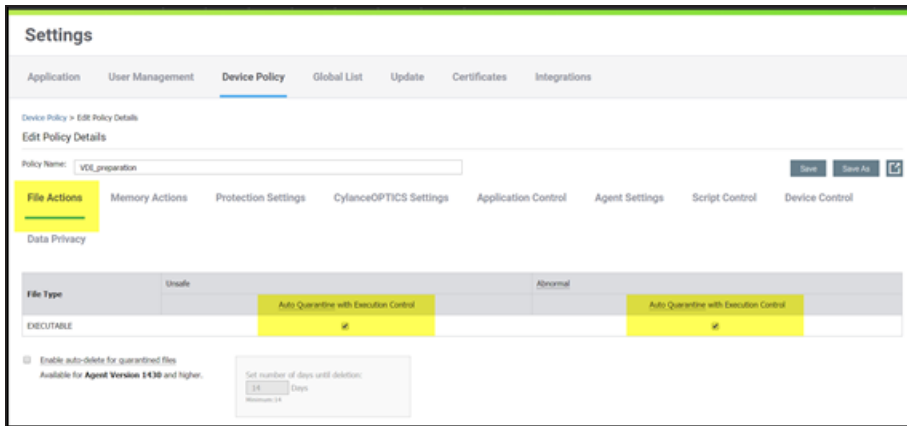 Settings
Application User Management Device Policy Global List Update Certificates Integrations
Device Policy > Edit Policy Details
Edit Policy Details
Policy Name: VDI_preparation Save Save As
File Actions Memory Actions Protection Settings CylanceOPTICS Settings Application Control Agent Settings Script Control Device Control
Data Privacy
File Type Unsafe Abnormal
Auto Quarantine with Execution Control Auto Quarantine with Execution Control
EXECUTABLE
Enable auto-delete for quarantined files
Available for Agent Version 1430 and higher.
Set number of days until deletion:
14 Days
Minimum 14